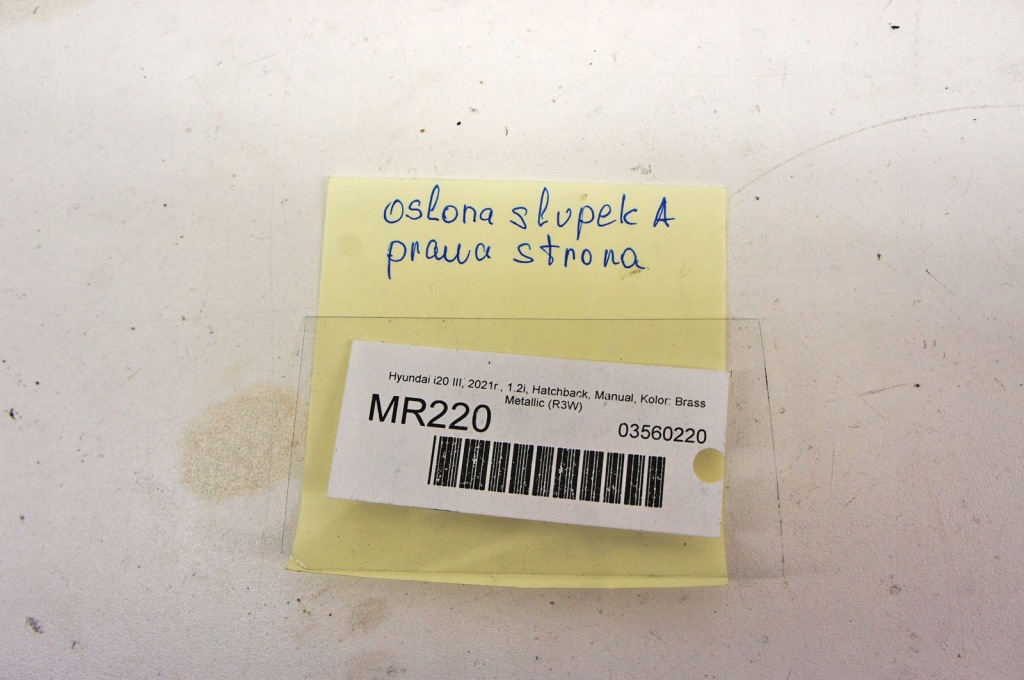 osłona słupek A
prawa strona
Hyundai i20 III, 2021r., 1.2i, Hatchback, Manual, Kolor: Brass
Metallic (R3W)
MR220
03560220